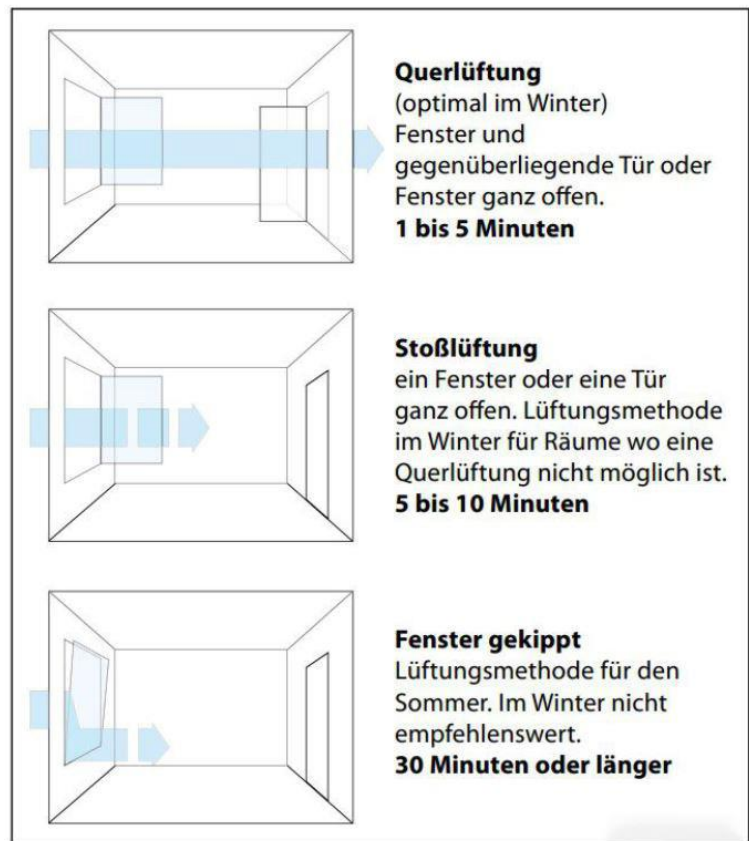 Querlüftung
(optimal im Winter)
Fenster und
gegenüberliegende Tür oder
Fenster ganz offen.
1 bis 5 Minuten
Stoßlüftung
ein Fenster oder eine Tür
ganz offen. Lüftungsmethode
im Winter für Räume wo eine
Querlüftung nicht möglich ist.
5 bis 10 Minuten
Fenster gekippt
Lüftungsmethode für den
Sommer. Im Winter nicht
empfehlenswert.
30 Minuten oder länger